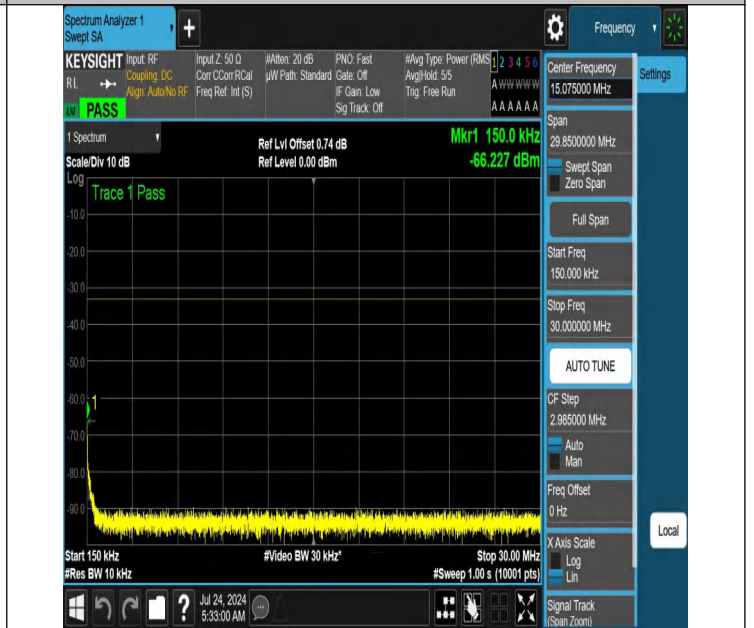 Spectrum Analyzer 1
Swept SA
Frequency
KEYSIGHT
RL
PASS
Input: RF
Coupling: DC
Align: Auto/No RF
Input Z: 50 Ω
Corr CCorr RCal
Freq Ref: Int (S)
#Atten: 20 dB
µW Path: Standard
PNO: Fast
Gate: Off
IF Gain: Low
Sig Track: Off
#Avg Type: Power (RMS
Avg|Hold: 5/5
Trig: Free Run
1 2 3 4 5 6
A W W W W W
A A A A A A
1 Spectrum
Scale/Div 10 dB
Ref Lvl Offset 0.74 dB
Ref Level 0.00 dBm
Mkr1 150.0 kHz
-66.227 dBm
Log
Trace 1 Pass
-10.0
-20.0
-30.0
-40.0
-50.0
-60.0
1
-70.0
-80.0
-90.0
Start 150 kHz
#Res BW 10 kHz
#Video BW 30 kHz*
Stop 30.00 MHz
#Sweep 1.00 s (10001 pts)
Jul 24, 2024
5:33:00 AM
Center Frequency
15.075000 MHz
Settings
Span
29.8500000 MHz
Swept Span
Zero Span
Full Span
Start Freq
150.000 kHz
Stop Freq
30.000000 MHz
AUTO TUNE
CF Step
2.985000 MHz
Auto
Man
Freq Offset
0 Hz
X Axis Scale
Log
Lin
Local
Signal Track
(Span Zoom)